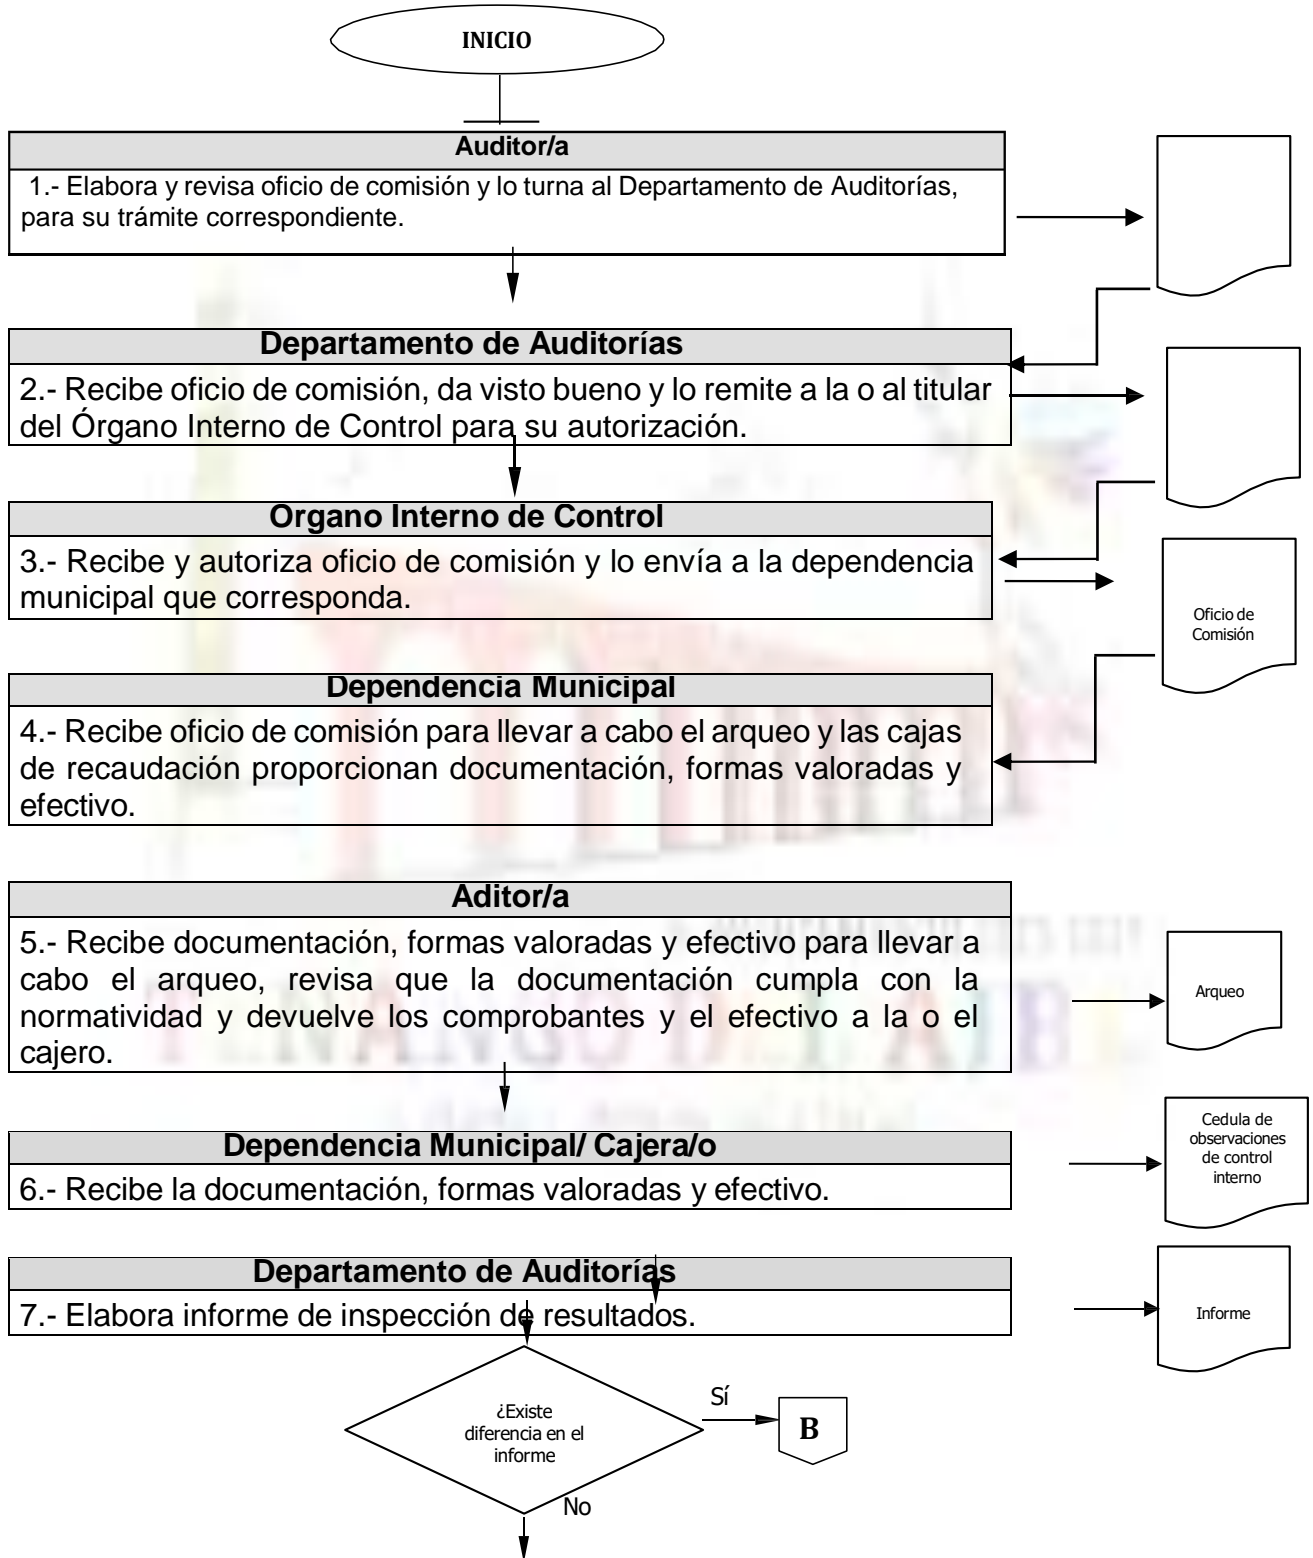 INICIO
Auditor/a
1.- Elabora y revisa oficio de comisión y lo turna al Departamento de Auditorías,
para su trámite correspondiente.
Departamento de Auditorías
2.- Recibe oficio de comisión, da visto bueno y lo remite a la o al titular
del Órgano Interno de Control para su autorización.
Organo Interno de Control
3.- Recibe y autoriza oficio de comisión y lo envía a la dependencia
municipal que corresponda.
Oficio de
Comisión
Dependencia Municipal
4.- Recibe oficio de comisión para llevar a cabo el arqueo y las cajas
de recaudación proporcionan documentación, formas valoradas y
efectivo.
Aditor/a
5.- Recibe documentación, formas valoradas y efectivo para llevar a
cabo el arqueo, revisa que la documentación cumpla con la
normatividad y devuelve los comprobantes y el efectivo a la o el
cajero.
Arqueo
Dependencia Municipal/ Cajera/o
6.- Recibe la documentación, formas valoradas y efectivo.
Cedula de
observaciones
de control
interno
Departamento de Auditorías
7.- Elabora informe de inspección de resultados.
Informe
¿Existe
diferencia en el
informe
Sí
B
No